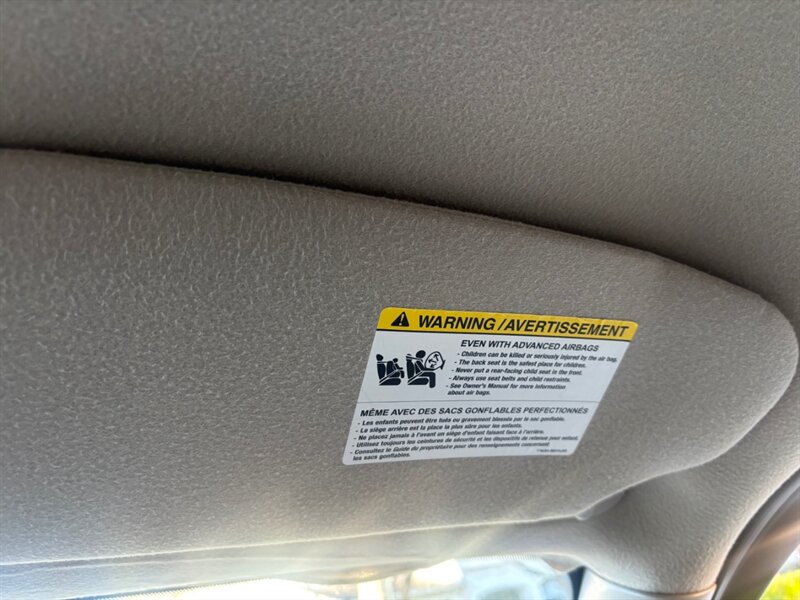 WARNING/AVERTISSEMENT
EVEN WITH ADVANCED AIRBAGS
- Children can be killed or seriously injured by the air bag.
- The back seat is the safest place for children.
- Never put a rear-facing child seat in the front.
- Always use seat belts and child restraints.
- See Owner's Manual for more information
about air bags.
MÊME AVEC DES SACS GONFLABLES PERFECTIONNÉS
- Les enfants peuvent être tués ou gravement blessés par le sac gonflable.
- Le siège arrière est la place la plus sûre pour les enfants.
- Ne placez jamais à l'avant un siège d'enfant faisant face à l'arrière.
- Utilisez toujours les ceintures de sécurité et les dispositifs de retenue pour enfant.
- Consultez le Guide du propriétaire pour des renseignements concernant
les sacs gonflables.